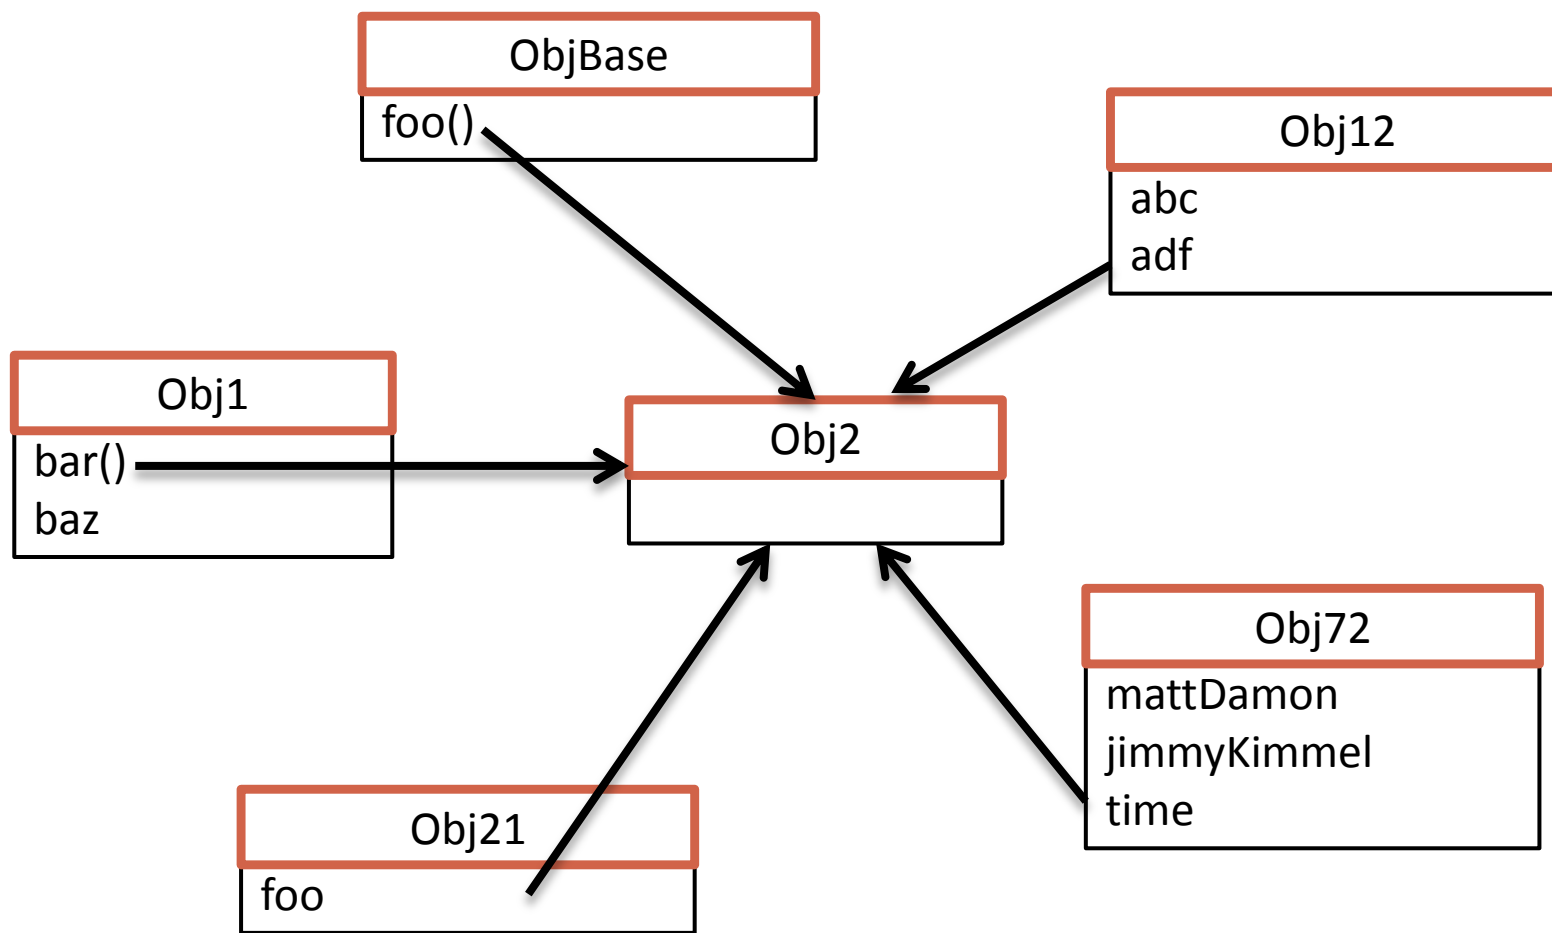 ObjBase
foo()
Obj12
abc
adf
Obj1
bar()
baz
Obj2
Obj72
mattDamon
jimmyKimmel
time
Obj21
foo